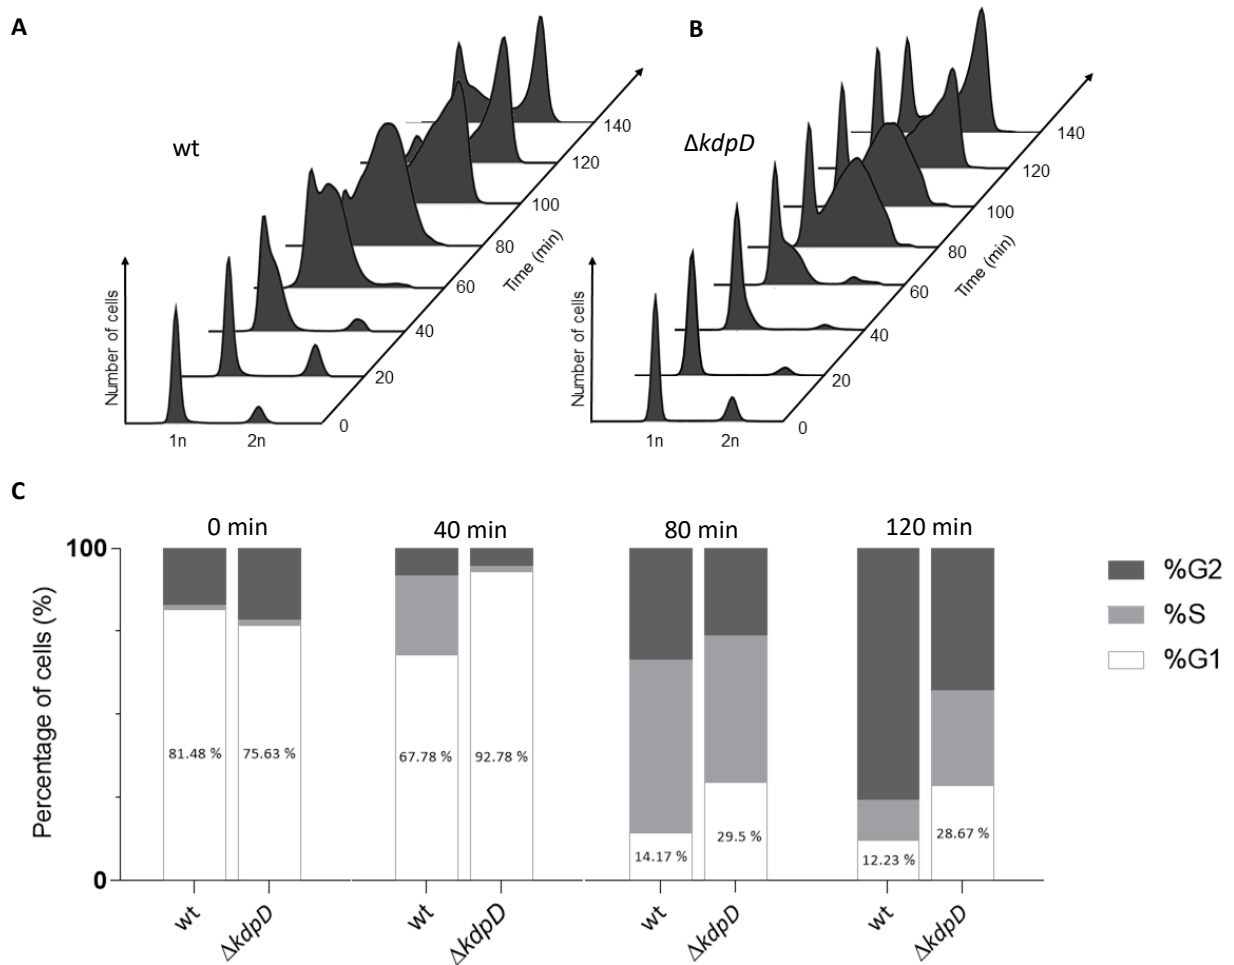 A
B
wt
ΔkdpD
Number of cells
1n
2n
0
20
40
60
80
100
120
140
Time (min)
Number of cells
1n
2n
0
20
40
60
80
100
120
140
Time (min)
C
0 min
40 min
80 min
120 min
Percentage of cells (%)
100
0
81.48 %
75.63 %
67.78 %
92.78 %
14.17 %
29.5 %
12.23 %
28.67 %
%G2
%S
%G1
wt
ΔkdpD
wt
ΔkdpD
wt
ΔkdpD
wt
ΔkdpD